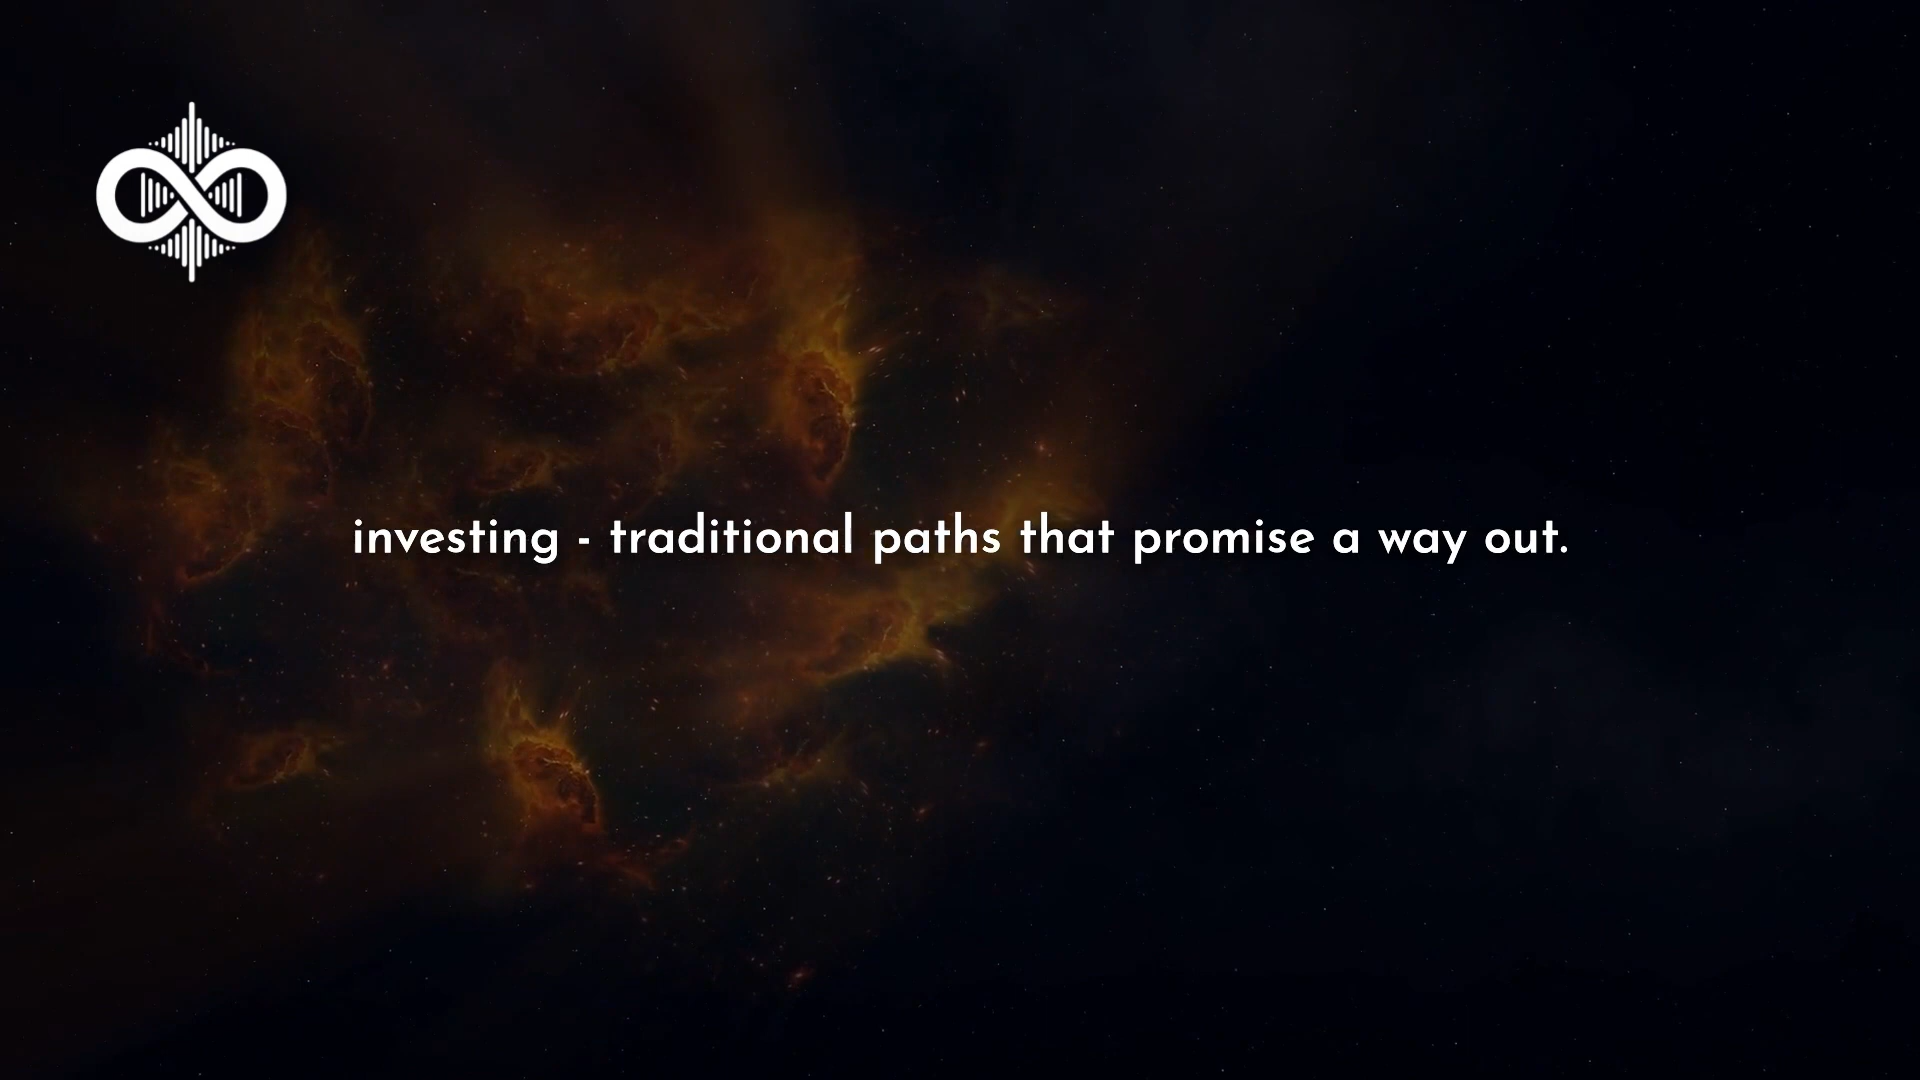 investing - traditional paths that promise a way out.